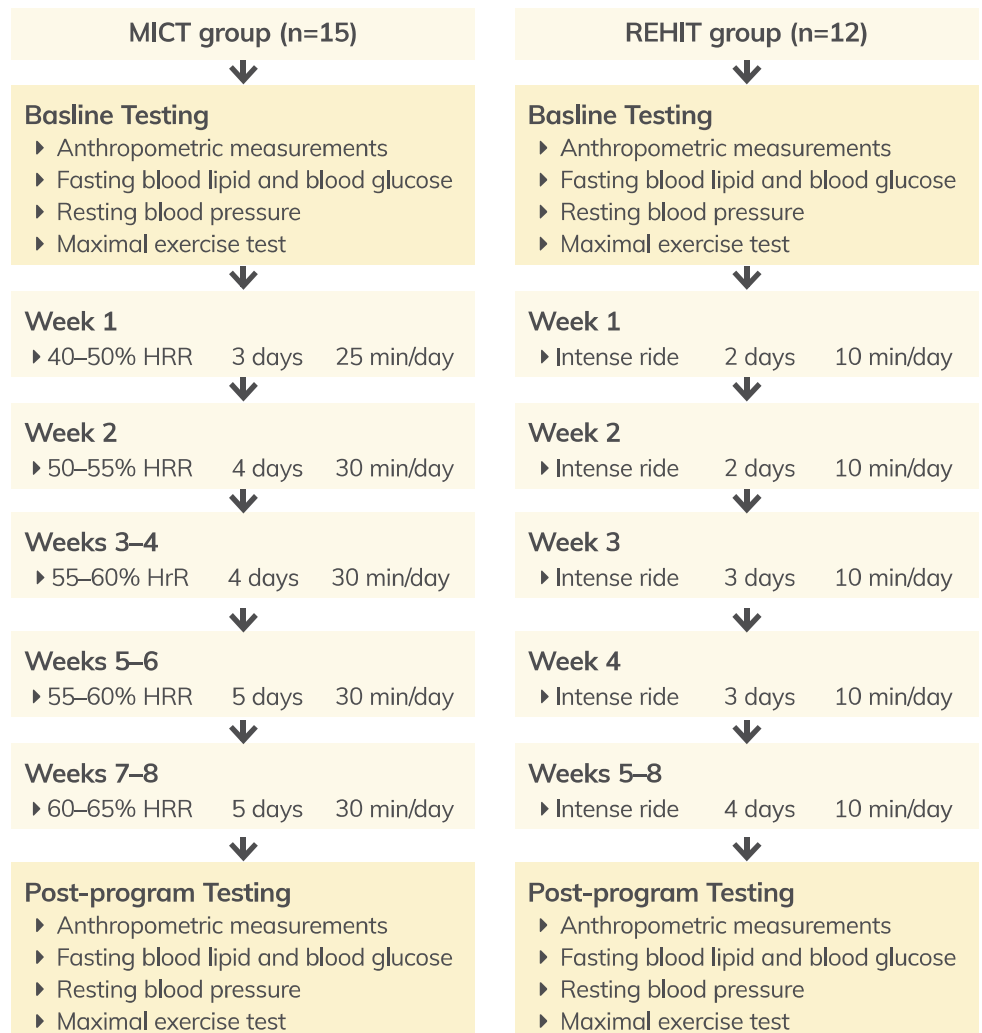 MICT group (n=15)
Basline Testing
Anthropometric measurements
Fasting blood lipid and blood glucose
Resting blood pressure
Maximal exercise test
Week 1
40–50% HRR 3 days 25 min/day
Week 2
50–55% HRR 4 days 30 min/day
Weeks 3–4
55–60% HrR 4 days 30 min/day
Weeks 5–6
55–60% HRR 5 days 30 min/day
Weeks 7–8
60–65% HRR 5 days 30 min/day
Post-program Testing
Anthropometric measurements
Fasting blood lipid and blood glucose
Resting blood pressure
Maximal exercise test
REHIT group (n=12)
Basline Testing
Anthropometric measurements
Fasting blood lipid and blood glucose
Resting blood pressure
Maximal exercise test
Week 1
Intense ride 2 days 10 min/day
Week 2
Intense ride 2 days 10 min/day
Week 3
Intense ride 3 days 10 min/day
Week 4
Intense ride 3 days 10 min/day
Weeks 5–8
Intense ride 4 days 10 min/day
Post-program Testing
Anthropometric measurements
Fasting blood lipid and blood glucose
Resting blood pressure
Maximal exercise test